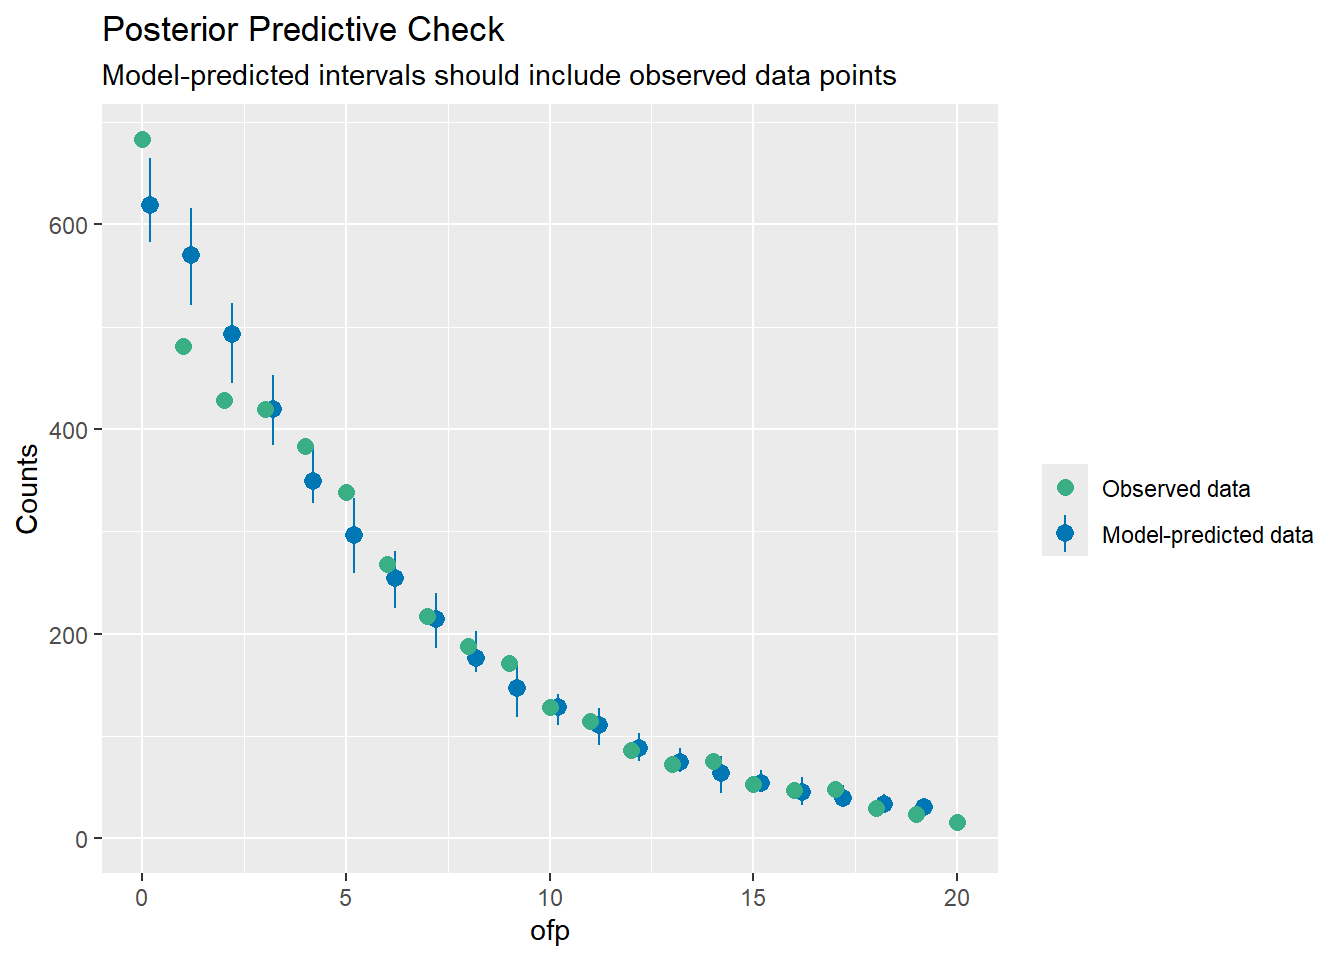 Posterior Predictive Check
Model-predicted intervals should include observed data points
600
400
200
0
Counts
0
5
10
15
20
ofp
Observed data
Model-predicted data